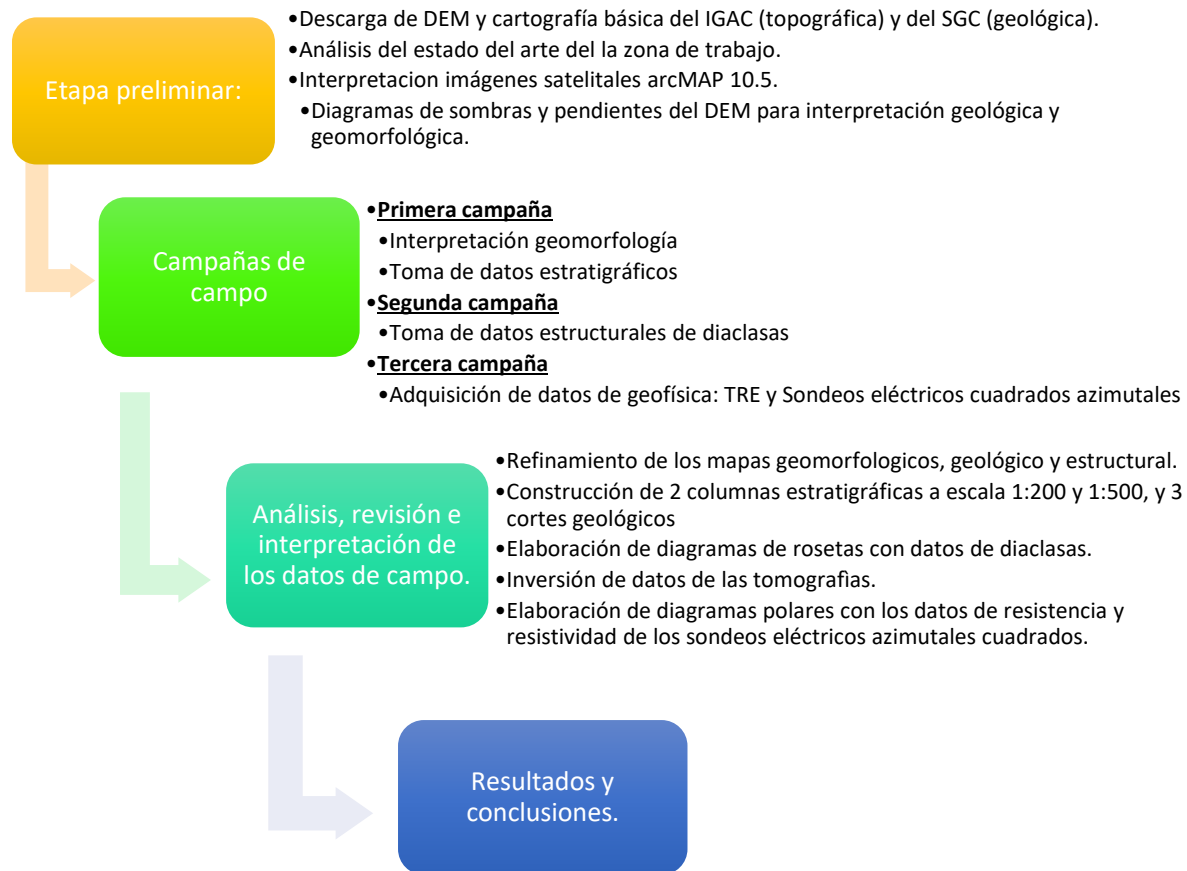 Etapa preliminar:
•Descarga de DEM y cartografía básica del IGAC (topográfica) y del SGC (geológica).
•Análisis del estado del arte del la zona de trabajo.
•Interpretacion imágenes satelitales arcMAP 10.5.
•Diagramas de sombras y pendientes del DEM para interpretación geológica y
geomorfológica.
Campañas de
campo
•Primera campaña
•Interpretación geomorfología
•Toma de datos estratigráficos
•Segunda campaña
•Toma de datos estructurales de diaclasas
•Tercera campaña
•Adquisición de datos de geofísica: TRE y Sondeos eléctricos cuadrados azimutales
Análisis, revisión e
interpretación de
los datos de campo.
•Refinamiento de los mapas geomorfologicos, geológico y estructural.
•Construcción de 2 columnas estratigráficas a escala 1:200 y 1:500, y 3
cortes geológicos
•Elaboración de diagramas de rosetas con datos de diaclasas.
•Inversión de datos de las tomografias.
•Elaboración de diagramas polares con los datos de resistencia y
resistividad de los sondeos eléctricos azimutales cuadrados.
Resultados y
conclusiones.